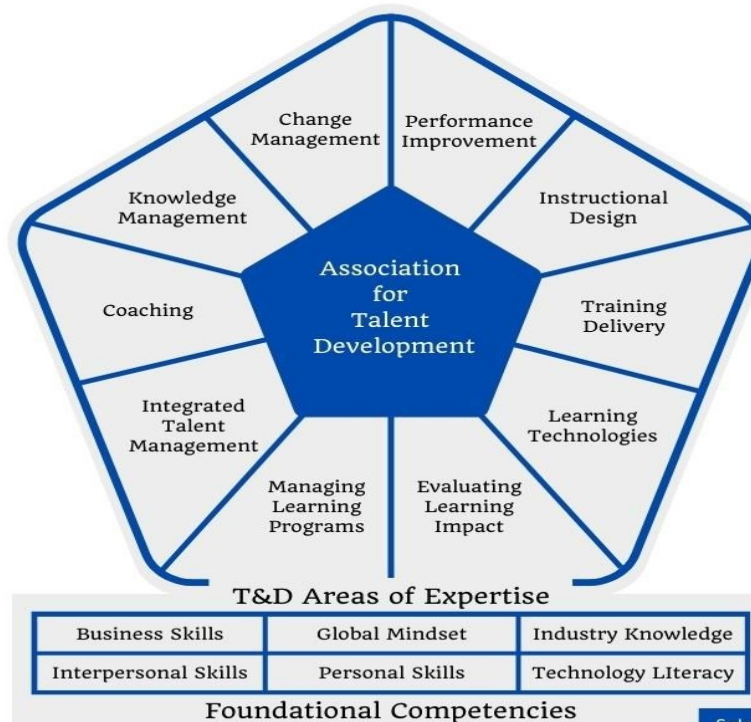 Change
Management
Performance
Improvement
Knowledge
Management
Instructional
Design
Association
for
Talent
Development
Coaching
Training
Delivery
Integrated
Talent
Management
Learning
Technologies
Managing
Learning
Programs
Evaluating
Learning
Impact
T&D Areas of Expertise
Business Skills
Global Mindset
Industry Knowledge
Interpersonal Skills
Personal Skills
Technology LIteracy
Foundational Competencies